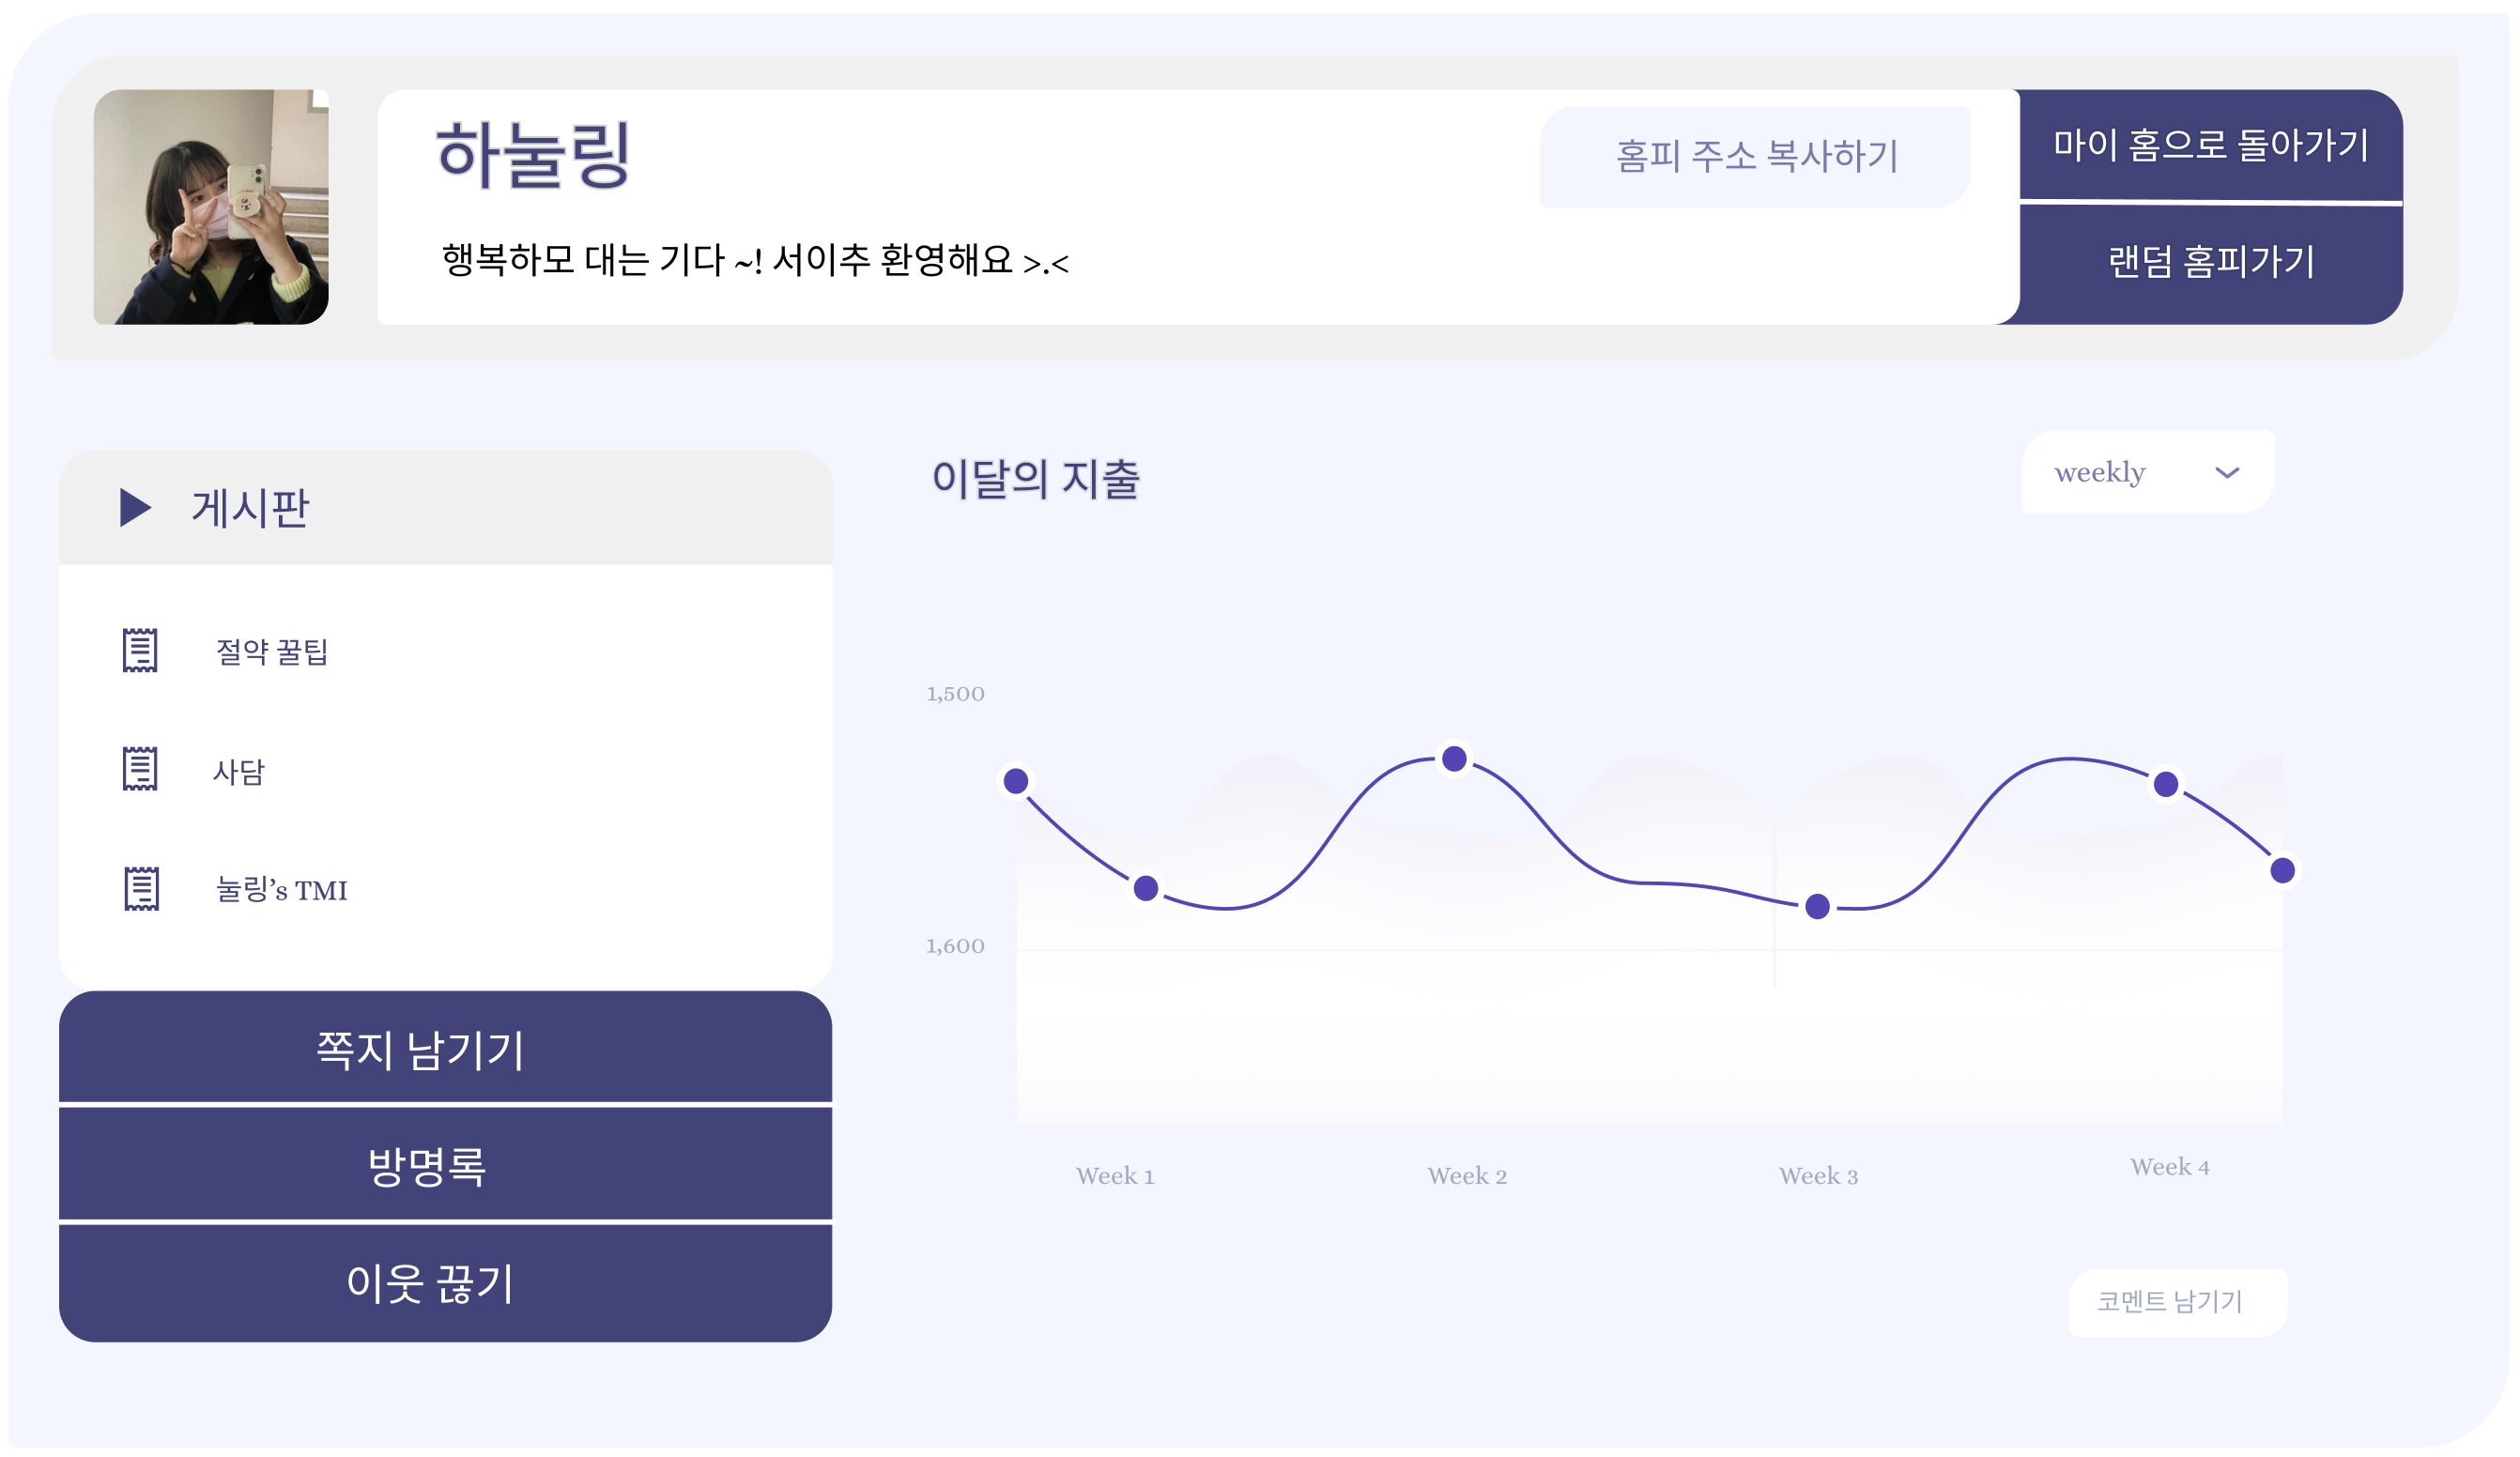 하눌링
홈피 주소 복사하기
마이 홈으로 돌아가기
행복하모 대는 기다 ~! 서이추 환영해요 >.<
랜덤 홈피가기
게시판
절약 꿀팁
사담
눌링’s TMI
쪽지 남기기
방명록
이웃 끊기
이달의 지출
weekly
1,500
1,600
Week 1
Week 2
Week 3
Week 4
코멘트 남기기